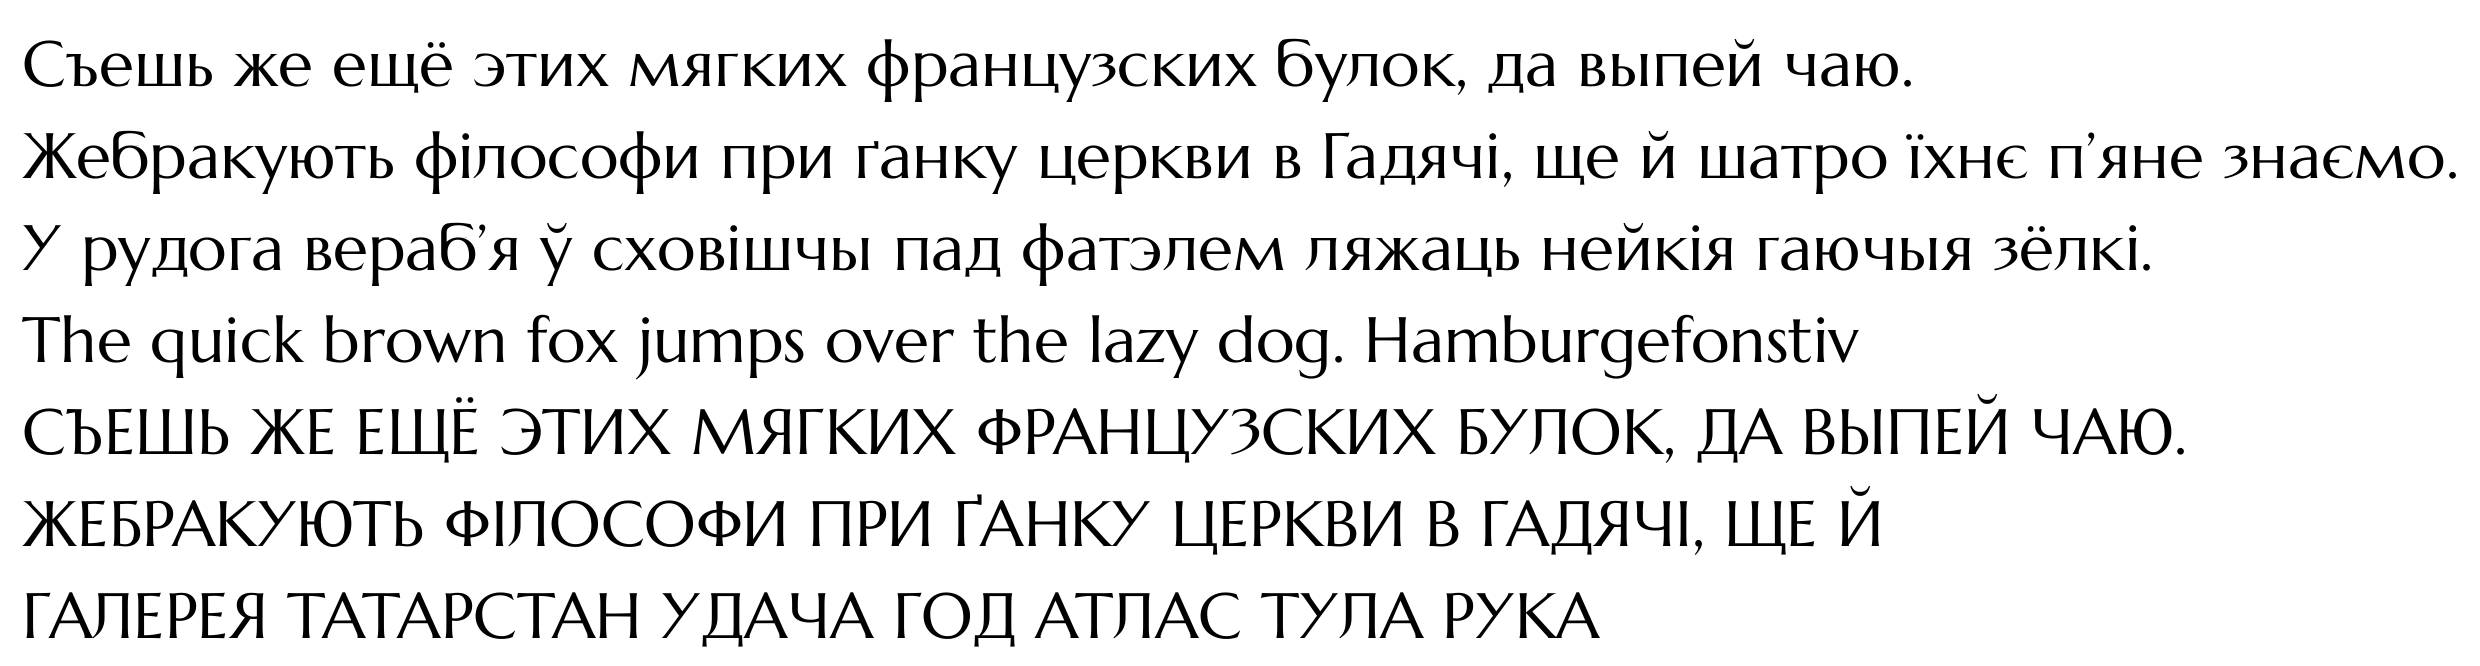 Съешь же ещё этих мягких французских булок, да выпей чаю.
Жебракують філософи при ґанку церкви в Гадячі, ще й шатро їхнє п’яне знаємо.
У рудога вераб’я ў сховішчы пад фатэлем ляжаць нейкія гаючыя зёлкі.
The quick brown fox jumps over the lazy dog. Hamburgefonstiv
СЪЕШЬ ЖЕ ЕЩЁ ЭТИХ МЯГКИХ ФРАНЦУЗСКИХ БУЛОК, ДА ВЫПЕЙ ЧАЮ.
ЖЕБРАКУЮТЬ ФІЛОСОФИ ПРИ ҐАНКУ ЦЕРКВИ В ГАДЯЧІ, ЩЕ Й
ГАЛЕРЕЯ ТАТАРСТАН УДАЧА ГОД АТЛАС ТУЛА РУКА